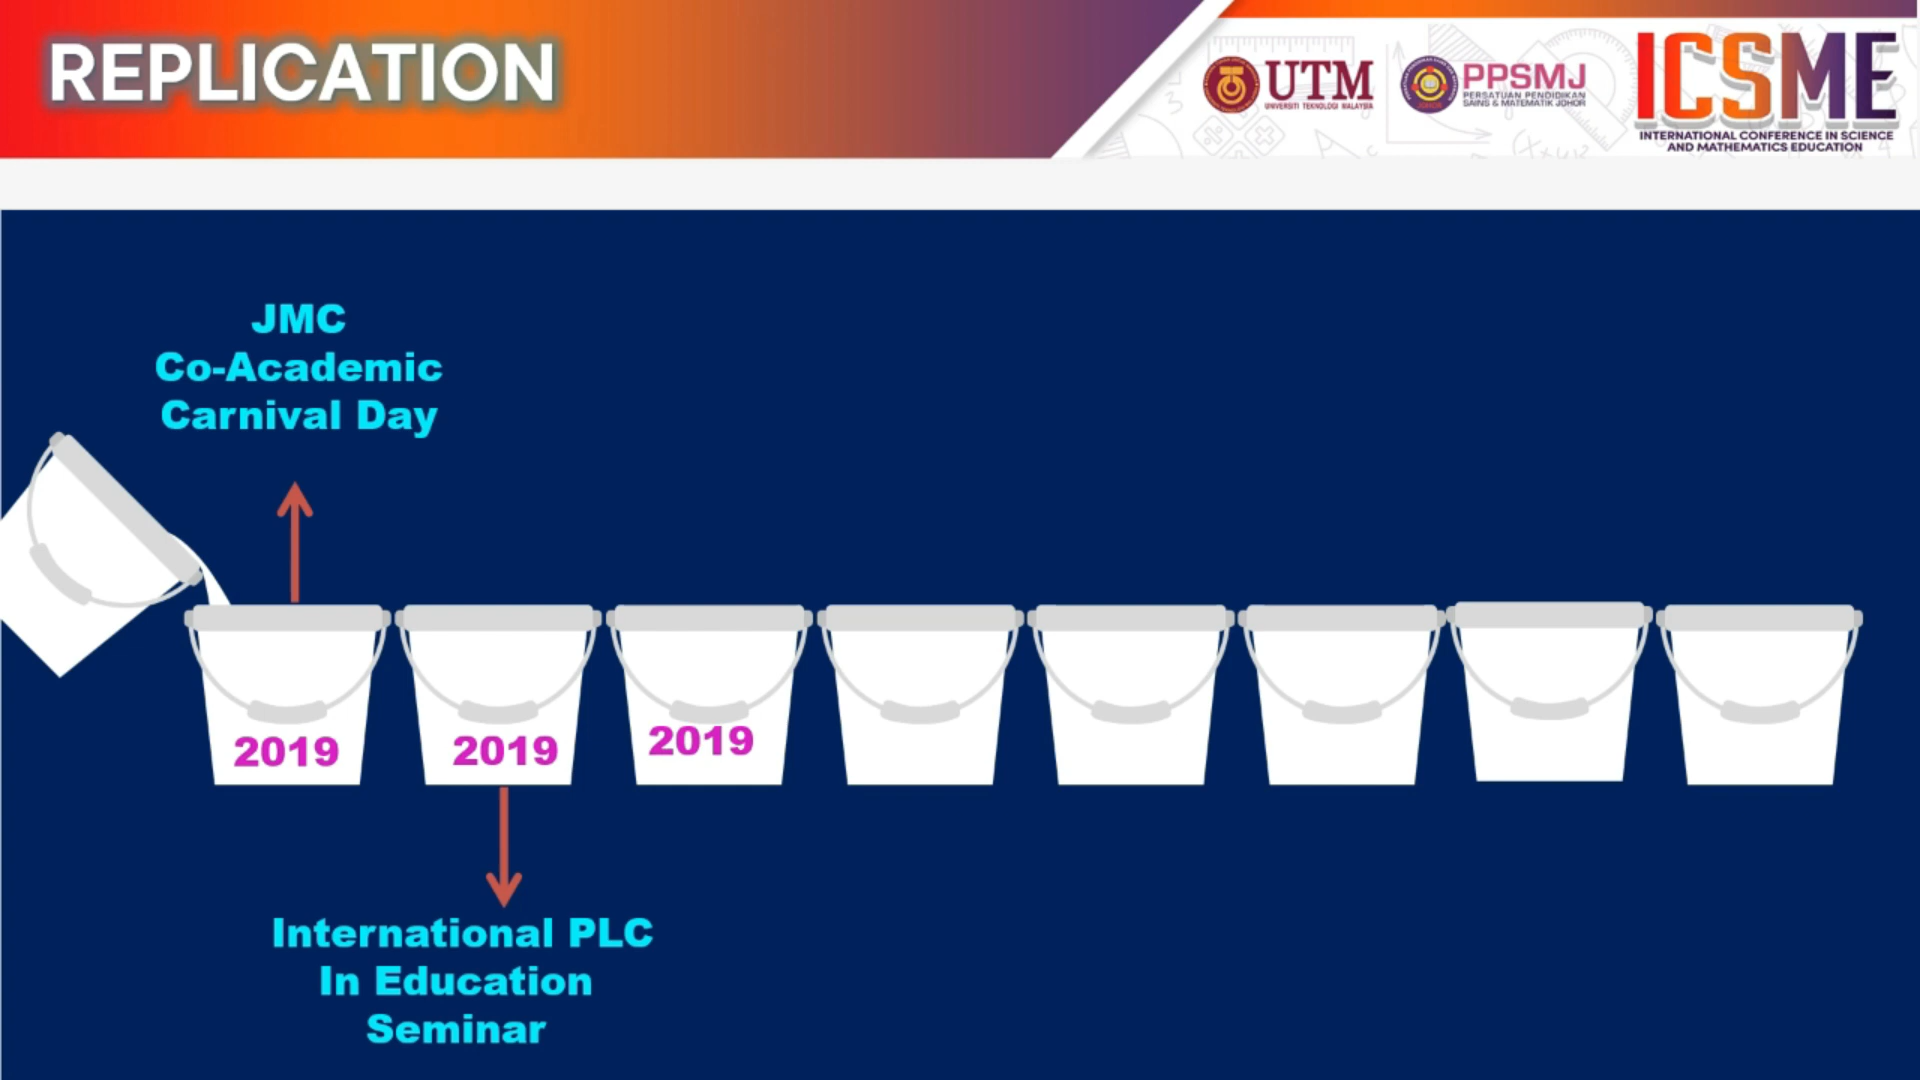 REPLICATION
UTM
UNIVERSITI TEKNOLOGI MALAYSIA
PPSMJ
PERSATUAN PENDIDIKAN
SAINS & MATEMATIK JOHOR
ICSME
INTERNATIONAL CONFERENCE IN SCIENCE
AND MATHEMATICS EDUCATION
JMC
Co-Academic
Carnival Day
2019
2019
2019
International PLC
In Education
Seminar